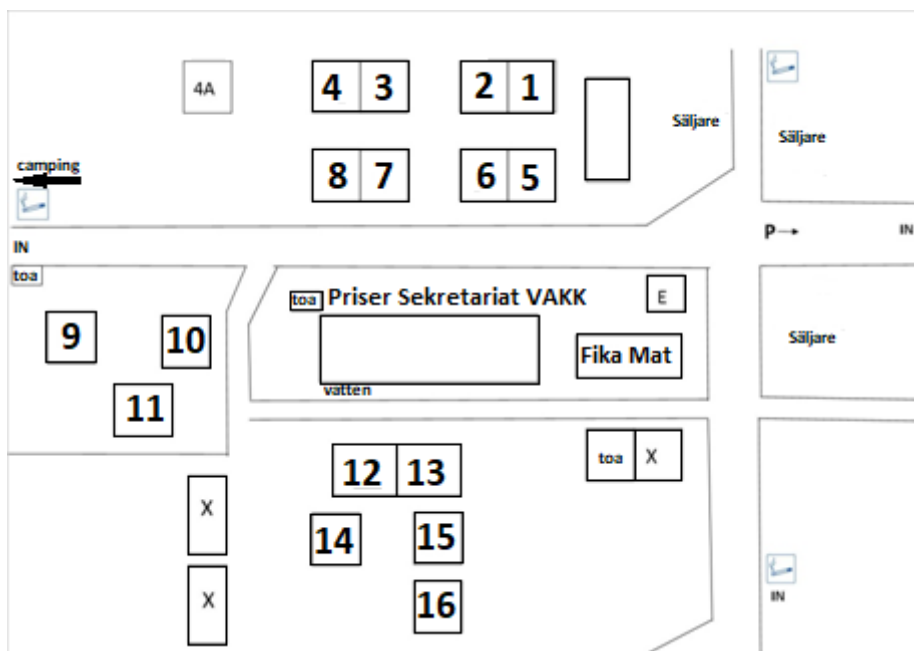 4A
4 3
2 1
Säljare
Säljare
camping
8 7
6 5
P
IN
IN
toa
toa Priser Sekretariat VAKK
E
9
10
Säljare
Fika Mat
11
vatten
12 13
toa X
X
14
15
X
16
IN